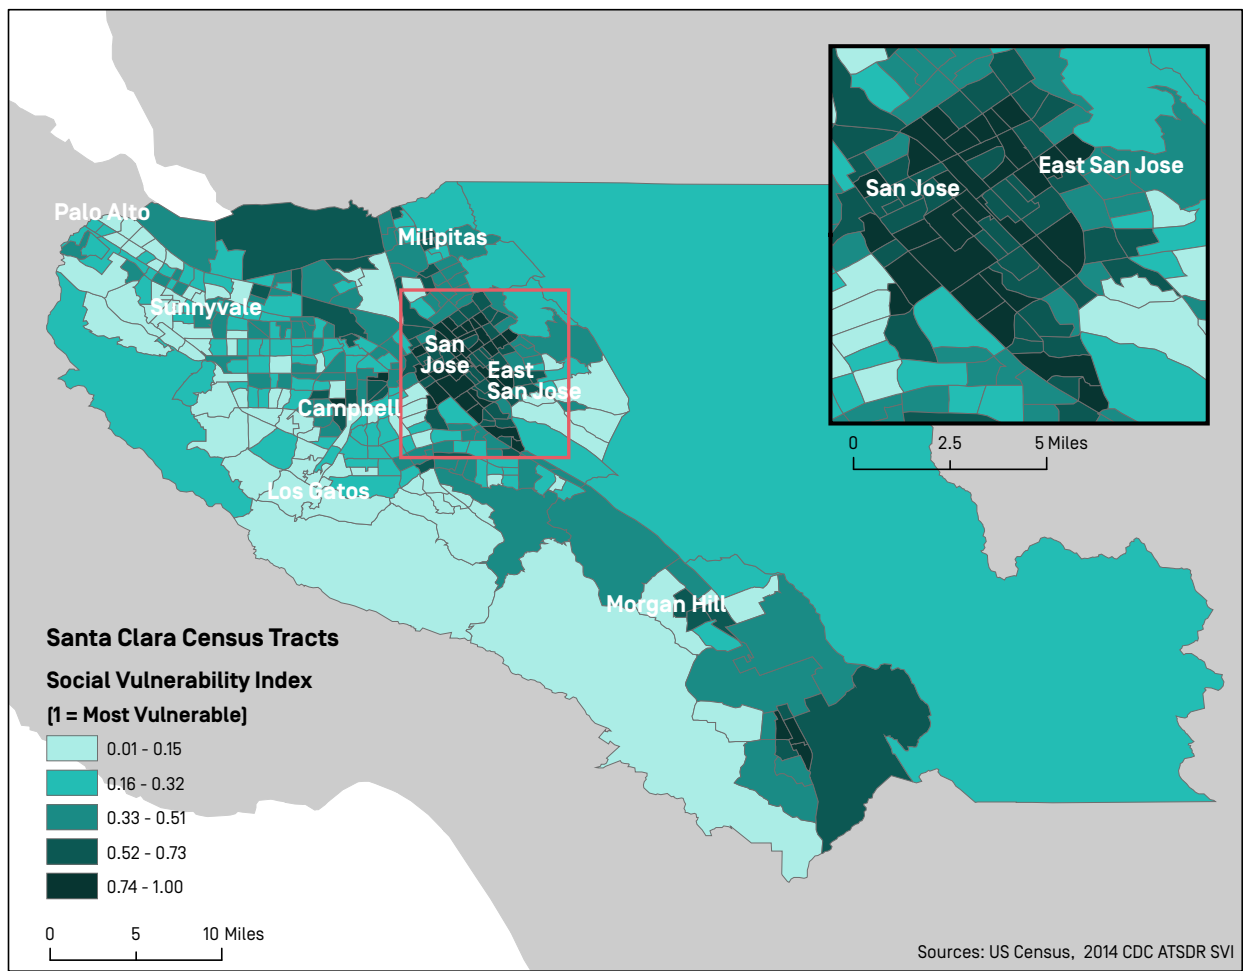 San Jose
East San Jose
0
2.5
5 Miles
Palo Alto
Milipitas
Sunnyvale
San
Jose
East
San Jose
Campbell
Los Gatos
Morgan Hill
Santa Clara Census Tracts
Social Vulnerability Index
(1 = Most Vulnerable)
0.01 - 0.15
0.16 - 0.32
0.33 - 0.51
0.52 - 0.73
0.74 - 1.00
0
5
10 Miles
Sources: US Census, 2014 CDC ATSDR SVI